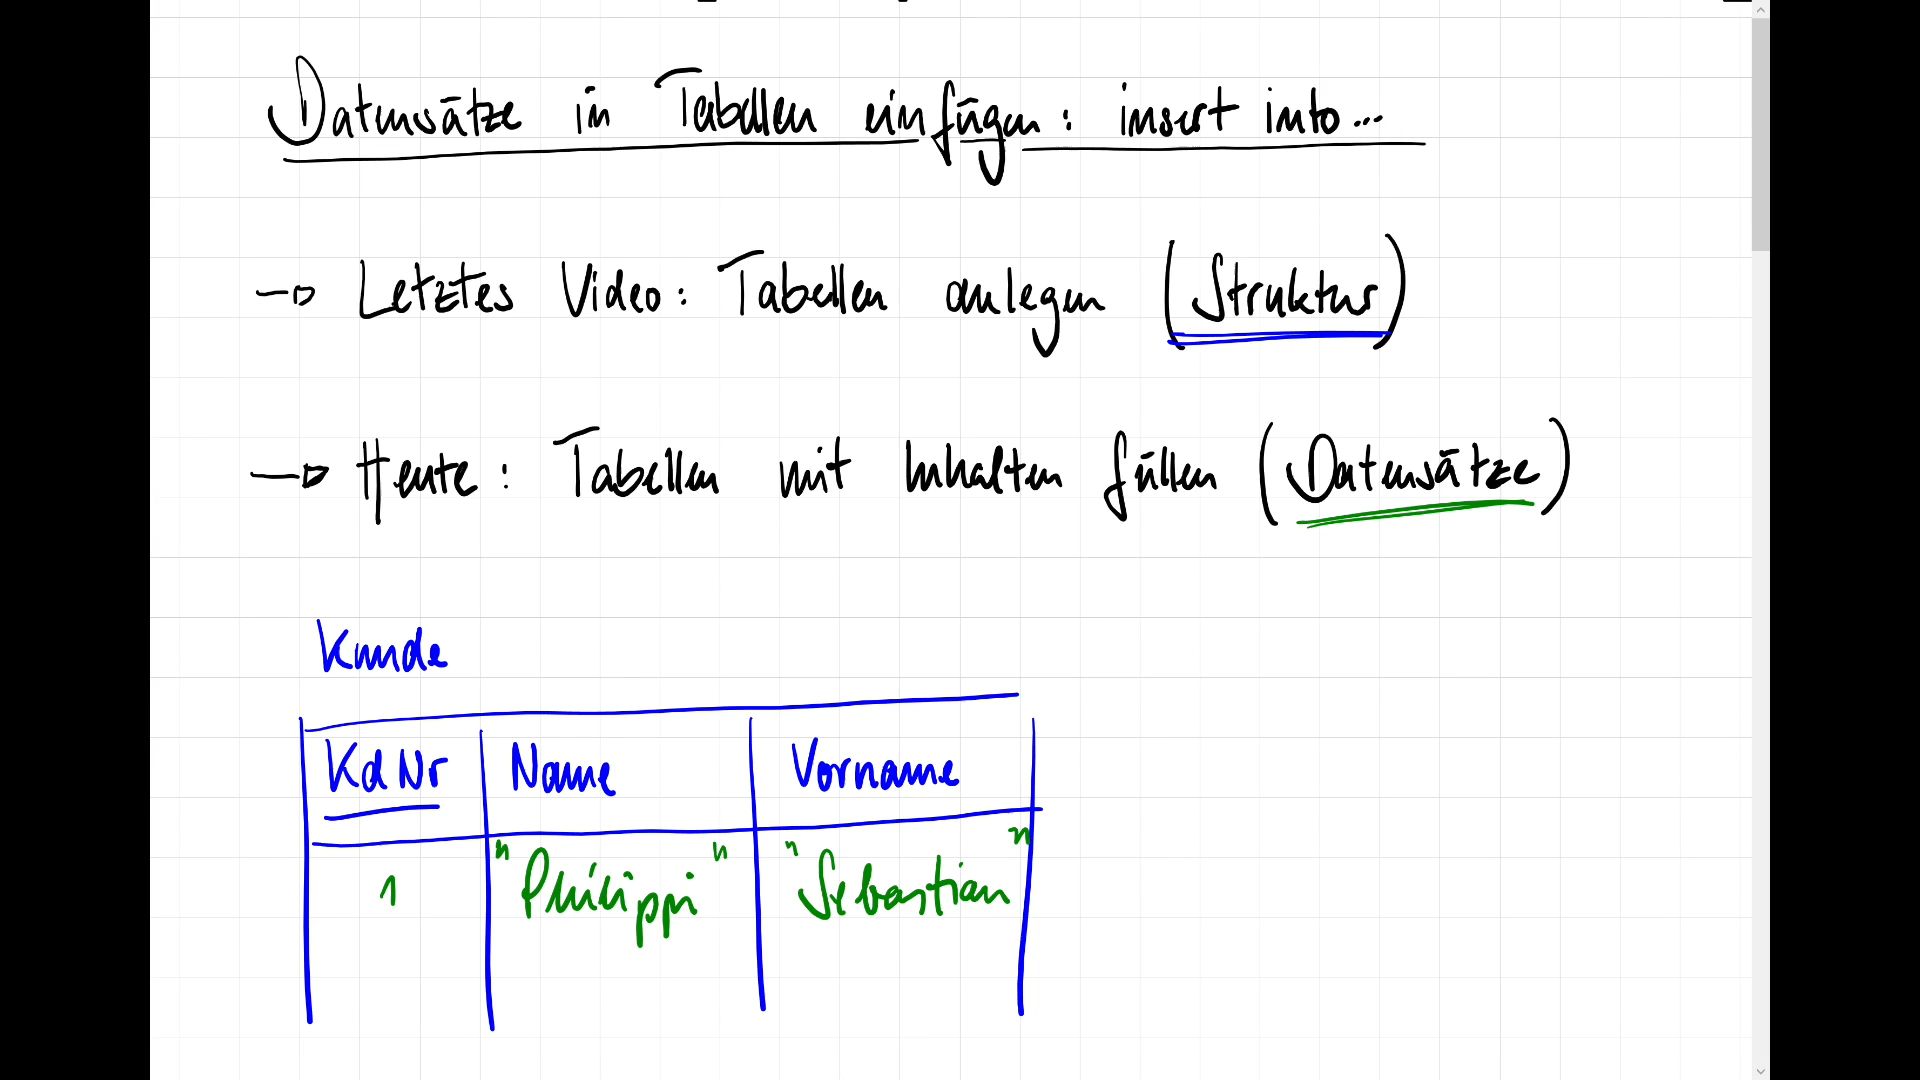 Datensätze in Tabellen einfügen: insert into...
→ Letztes Video: Tabellen anlegen (Struktur)
→ Heute: Tabellen mit Inhalten füllen (Datensätze)
Kunde
KdNr Name Vorname
1 "Philippi" "Sebastian"